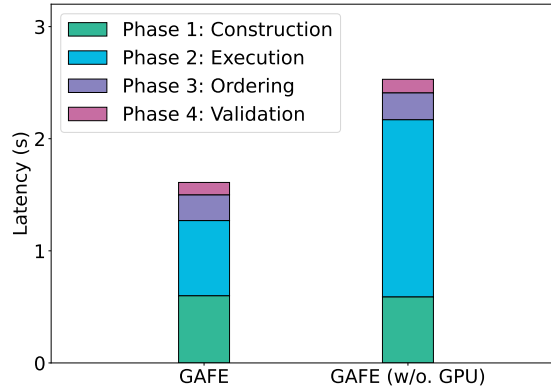 3
2
1
0
Latency (s)
Phase 1: Construction
Phase 2: Execution
Phase 3: Ordering
Phase 4: Validation
GAFE
GAFE (w/o. GPU)